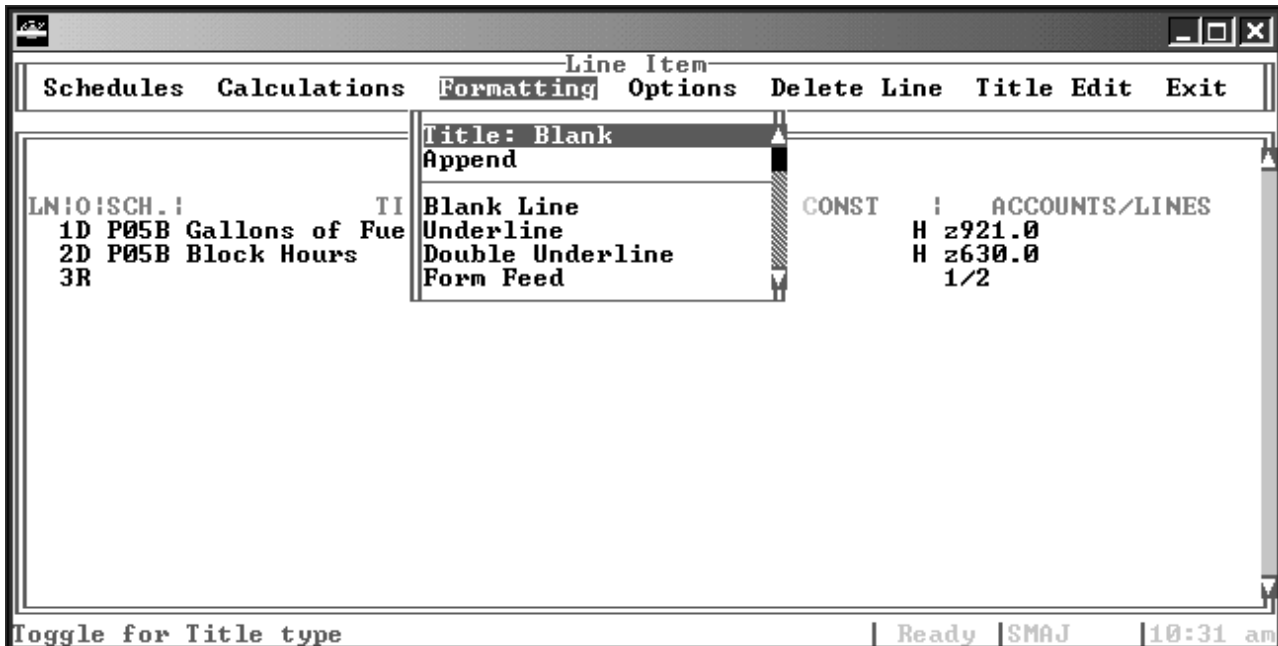 Line Item
Schedules Calculations Formatting Options Delete Line Title Edit Exit
Title: Blank
Append
LN¦O¦SCH.¦ TI Blank Line CONST ¦ ACCOUNTS/LINES
1D P05B Gallons of Fue Underline H z921.0
2D P05B Block Hours Double Underline H z630.0
3R Form Feed 1/2
Toggle for Title type | Ready |SMAJ |10:31 am